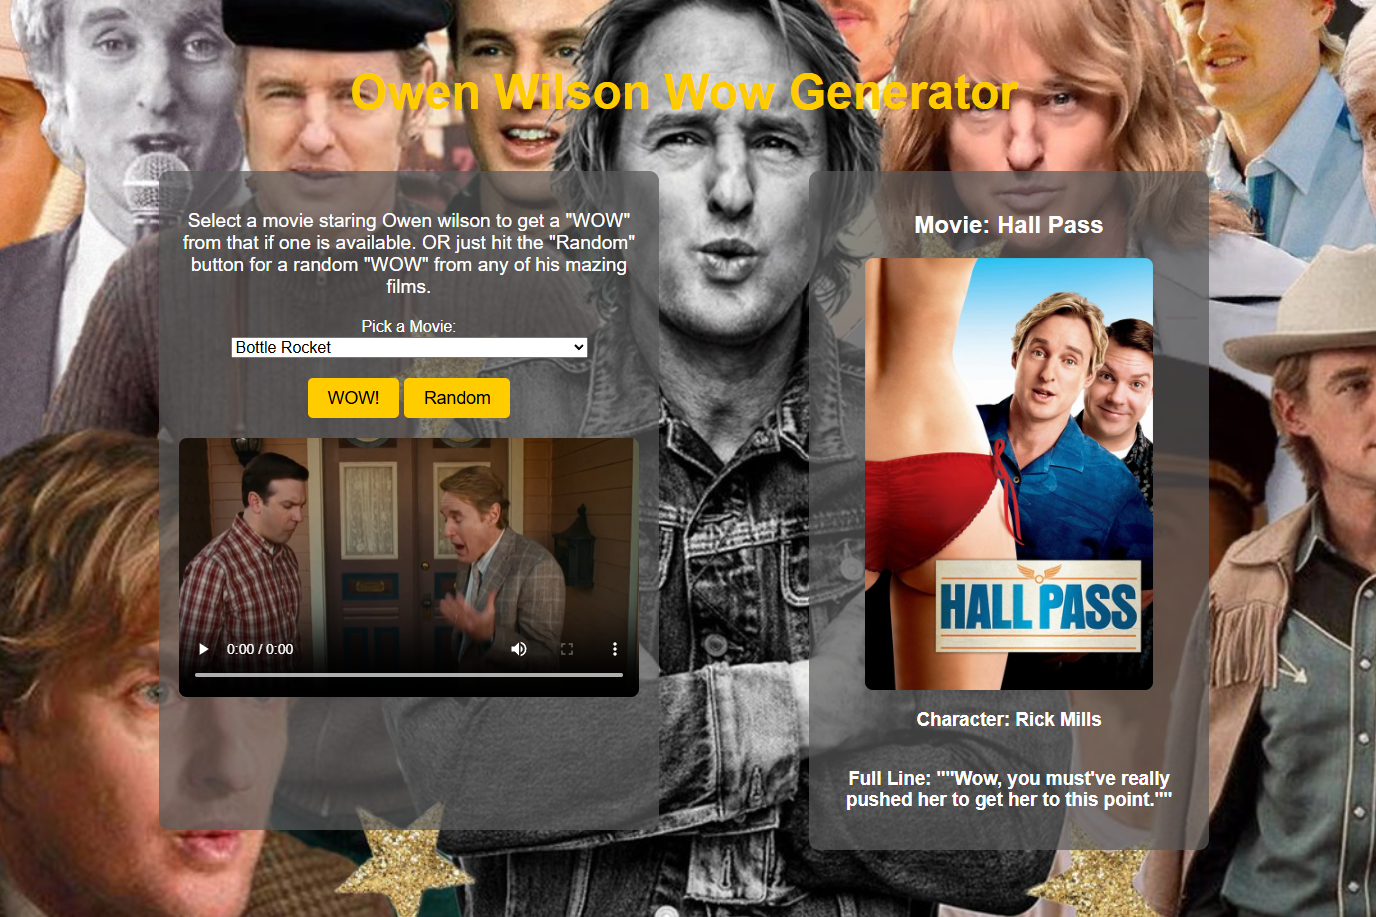 Owen Wilson Wow Generator
Select a movie staring Owen wilson to get a "WOW"
from that if one is available. OR just hit the "Random"
button for a random "WOW" from any of his mazing
films.
Pick a Movie:
Bottle Rocket
WOW!
Random
0:00 / 0:00
Movie: Hall Pass
HALL PASS
Character: Rick Mills
Full Line: ""Wow, you must've really
pushed her to get her to this point.""